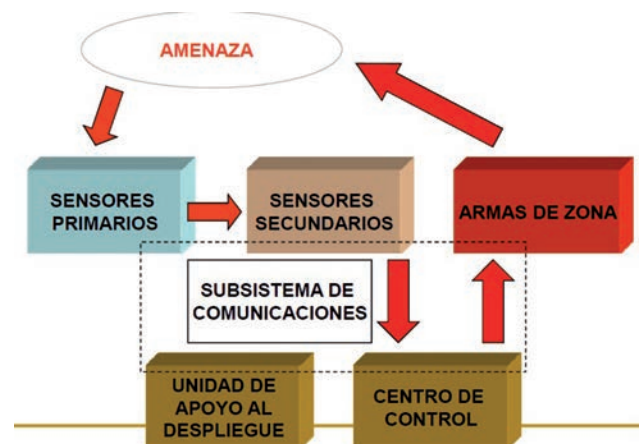 AMENAZA
SENSORES
PRIMARIOS
SENSORES
SECUNDARIOS
ARMAS DE ZONA
SUBSISTEMA DE
COMUNICACIONES
UNIDAD DE
APOYO AL
DESPLIEGUE
CENTRO DE
CONTROL